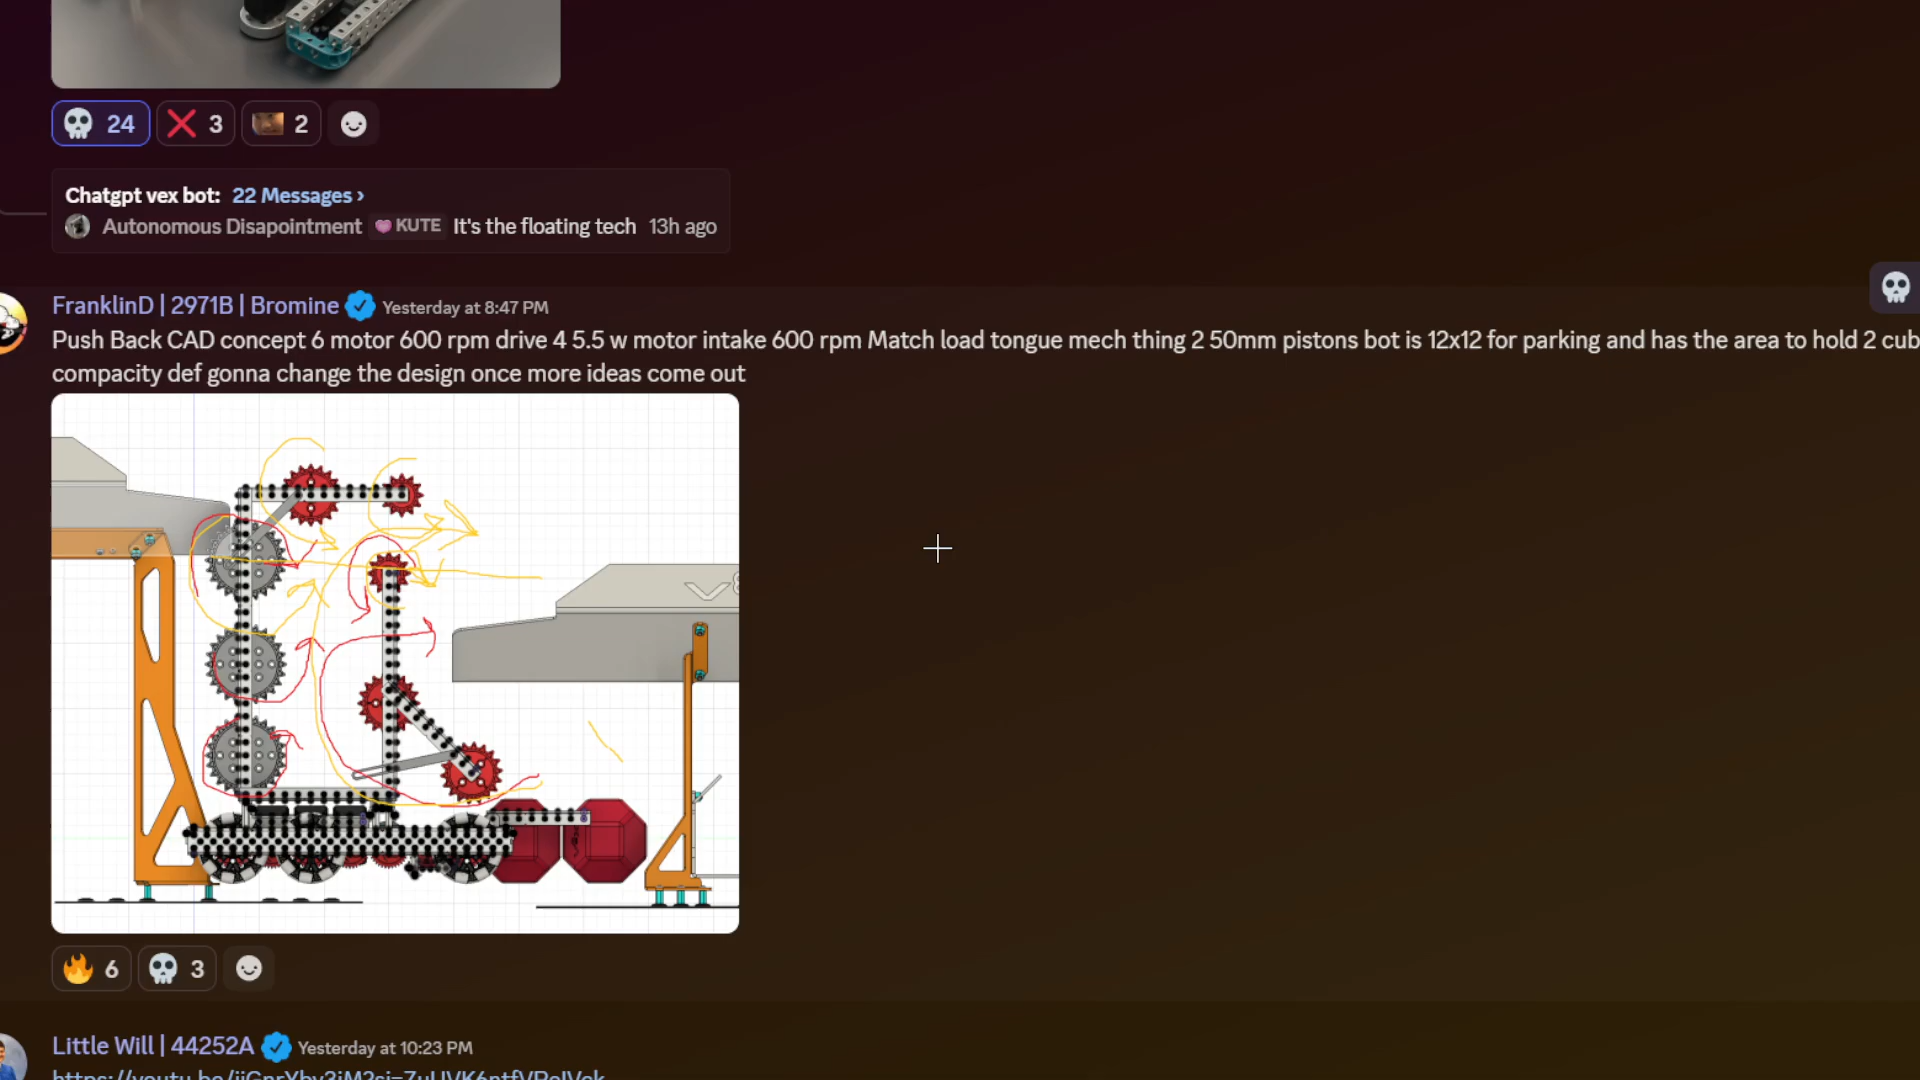 24 3 2
Chatgpt vex bot: 22 Messages ›
Autonomous Disapointment KUTE It's the floating tech 13h ago
FranklinD | 2971B | Bromine Yesterday at 8:47 PM
Push Back CAD concept 6 motor 600 rpm drive 4 5.5 w motor intake 600 rpm Match load tongue mech thing 2 50mm pistons bot is 12x12 for parking and has the area to hold 2 cub
compacity def gonna change the design once more ideas come out
6 3
Little Will | 44252A Yesterday at 10:23 PM